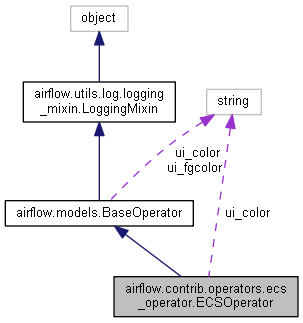 object
airflow.utils.log.logging
_mixin.LoggingMixin
string
ui_color
ui_fgcolor
airflow.models.BaseOperator
ui_color
airflow.contrib.operators.ecs
_operator.ECSOperator